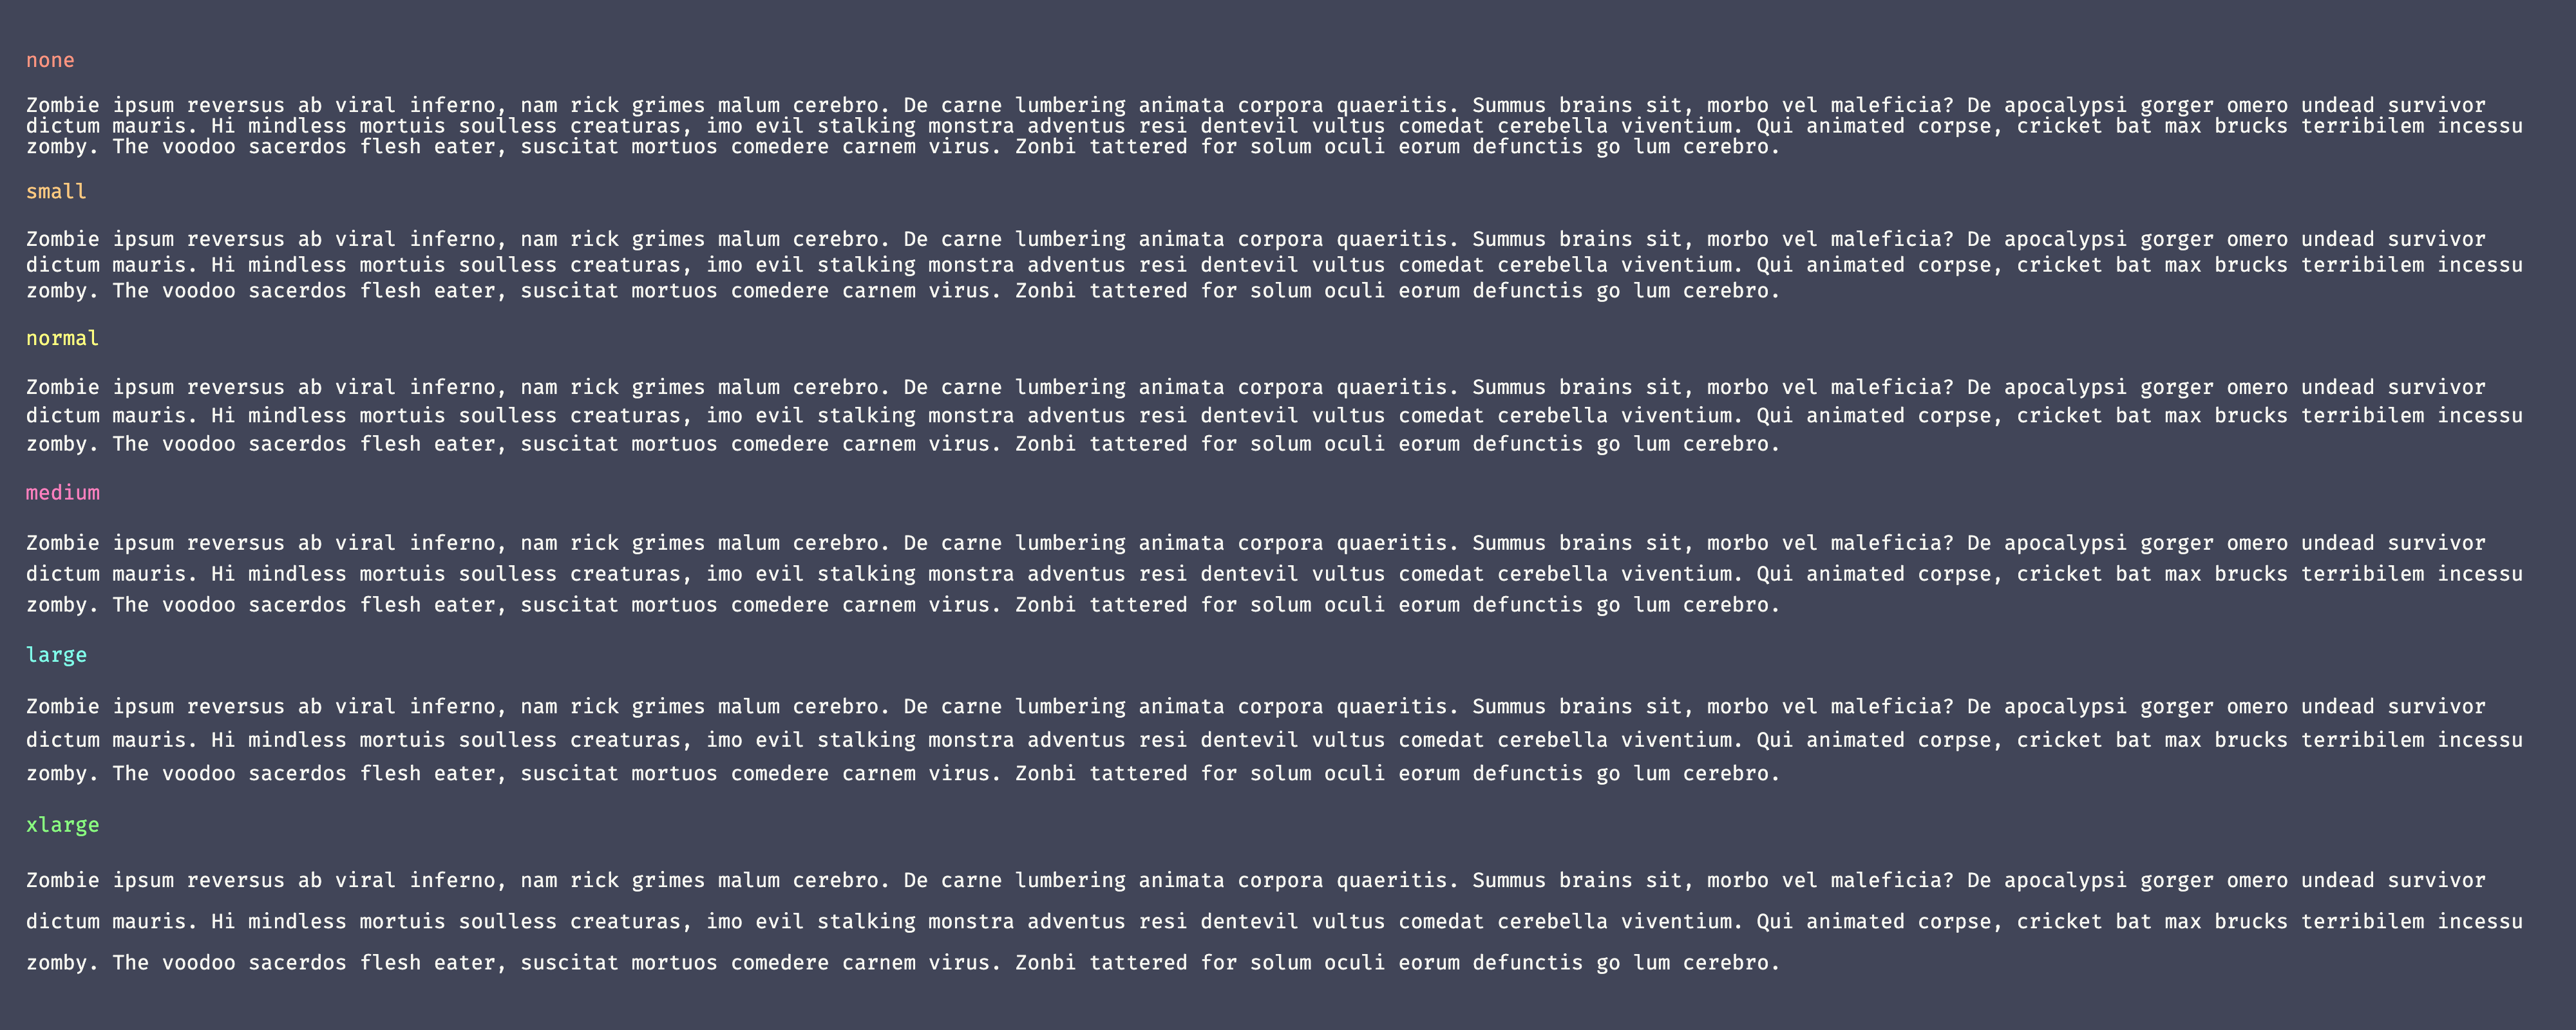 none
Zombie ipsum reversus ab viral inferno, nam rick grimes malum cerebro. De carne lumbering animata corpora quaeritis. Summus brains sit, morbo vel maleficia? De apocalypsi gorger omero undead survivor
dictum mauris. Hi mindless mortuis soulless creaturas, imo evil stalking monstra adventus resi dentevil vultus comedat cerebella viventium. Qui animated corpse, cricket bat max brucks terribilem incessu
zomby. The voodoo sacerdos flesh eater, suscitat mortuos comedere carnem virus. Zonbi tattered for solum oculi eorum defunctis go lum cerebro.
small
Zombie ipsum reversus ab viral inferno, nam rick grimes malum cerebro. De carne lumbering animata corpora quaeritis. Summus brains sit, morbo vel maleficia? De apocalypsi gorger omero undead survivor
dictum mauris. Hi mindless mortuis soulless creaturas, imo evil stalking monstra adventus resi dentevil vultus comedat cerebella viventium. Qui animated corpse, cricket bat max brucks terribilem incessu
zomby. The voodoo sacerdos flesh eater, suscitat mortuos comedere carnem virus. Zonbi tattered for solum oculi eorum defunctis go lum cerebro.
normal
Zombie ipsum reversus ab viral inferno, nam rick grimes malum cerebro. De carne lumbering animata corpora quaeritis. Summus brains sit, morbo vel maleficia? De apocalypsi gorger omero undead survivor
dictum mauris. Hi mindless mortuis soulless creaturas, imo evil stalking monstra adventus resi dentevil vultus comedat cerebella viventium. Qui animated corpse, cricket bat max brucks terribilem incessu
zomby. The voodoo sacerdos flesh eater, suscitat mortuos comedere carnem virus. Zonbi tattered for solum oculi eorum defunctis go lum cerebro.
medium
Zombie ipsum reversus ab viral inferno, nam rick grimes malum cerebro. De carne lumbering animata corpora quaeritis. Summus brains sit, morbo vel maleficia? De apocalypsi gorger omero undead survivor
dictum mauris. Hi mindless mortuis soulless creaturas, imo evil stalking monstra adventus resi dentevil vultus comedat cerebella viventium. Qui animated corpse, cricket bat max brucks terribilem incessu
zomby. The voodoo sacerdos flesh eater, suscitat mortuos comedere carnem virus. Zonbi tattered for solum oculi eorum defunctis go lum cerebro.
large
Zombie ipsum reversus ab viral inferno, nam rick grimes malum cerebro. De carne lumbering animata corpora quaeritis. Summus brains sit, morbo vel maleficia? De apocalypsi gorger omero undead survivor
dictum mauris. Hi mindless mortuis soulless creaturas, imo evil stalking monstra adventus resi dentevil vultus comedat cerebella viventium. Qui animated corpse, cricket bat max brucks terribilem incessu
zomby. The voodoo sacerdos flesh eater, suscitat mortuos comedere carnem virus. Zonbi tattered for solum oculi eorum defunctis go lum cerebro.
xlarge
Zombie ipsum reversus ab viral inferno, nam rick grimes malum cerebro. De carne lumbering animata corpora quaeritis. Summus brains sit, morbo vel maleficia? De apocalypsi gorger omero undead survivor
dictum mauris. Hi mindless mortuis soulless creaturas, imo evil stalking monstra adventus resi dentevil vultus comedat cerebella viventium. Qui animated corpse, cricket bat max brucks terribilem incessu
zomby. The voodoo sacerdos flesh eater, suscitat mortuos comedere carnem virus. Zonbi tattered for solum oculi eorum defunctis go lum cerebro.